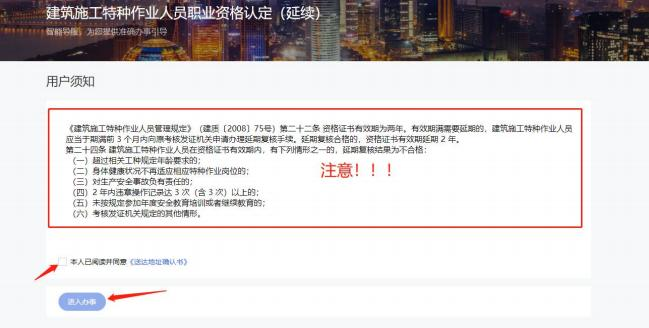 建筑施工特种作业人员职业资格认定（延续）
智能导服，为您提供准确办事引导
用户须知
《建筑施工特种作业人员管理规定》（建质〔2008〕75号）第二十二条 资格证书有效期为两年。有效期满需要延期的，建筑施工特种作业人员
应当于期满前 3 个月内向原考核发证机关申请办理延期复核手续。延期复核合格的，资格证书有效期延期 2 年。
第二十四条 建筑施工特种作业人员在资格证书有效期内，有下列情形之一的，延期复核结果为不合格：
（一）超过相关工种规定年龄要求的；
（二）身体健康状况不再适应相应特种作业岗位的；
（三）对生产安全事故负有责任的；
（四）2 年内违章操作记录达 3 次（含 3 次）以上的；
（五）未按规定参加年度安全教育培训或者继续教育的；
（六）考核发证机关规定的其他情形。
注意！！！
本人已阅读并同意《送达地址确认书》
进入办事